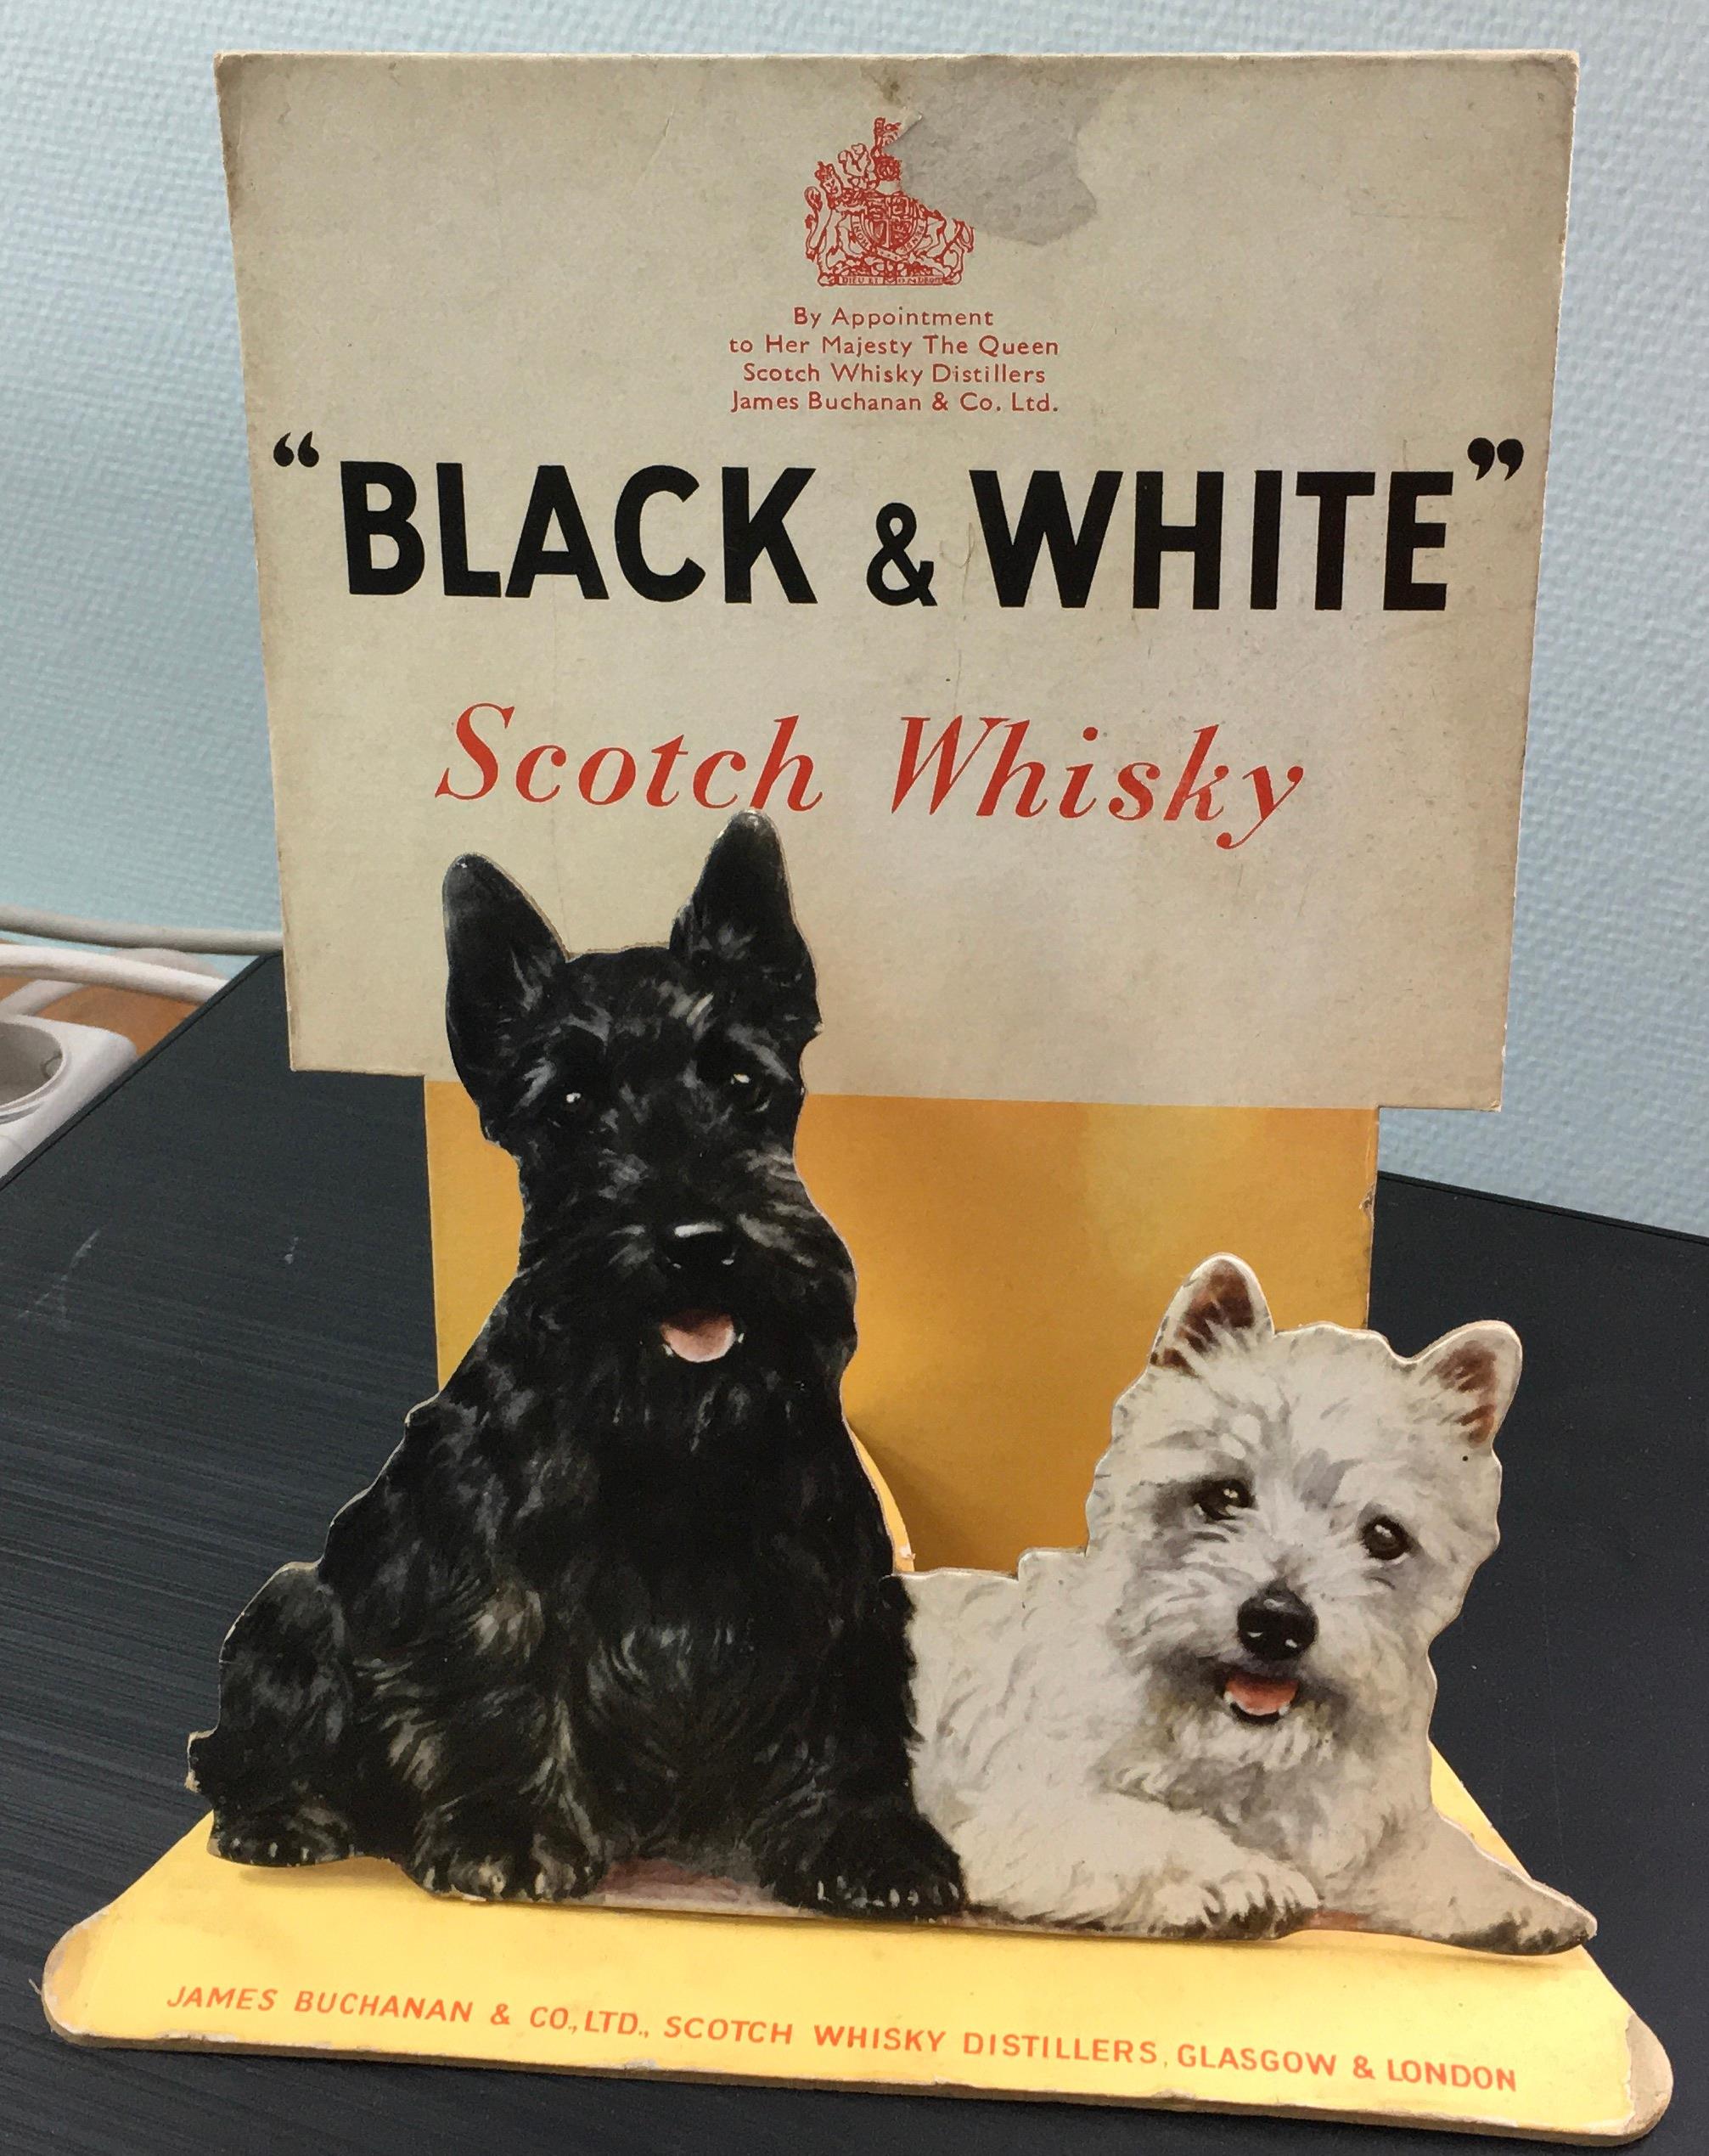 By Appointment
to Her Majesty The Queen
Scotch Whisky Distillers
James Buchanan & Co. Ltd.
“BLACK & WHITE”
Scotch Whisky
JAMES BUCHANAN & CO., LTD., SCOTCH WHISKY DISTILLERS, GLASGOW & LONDON